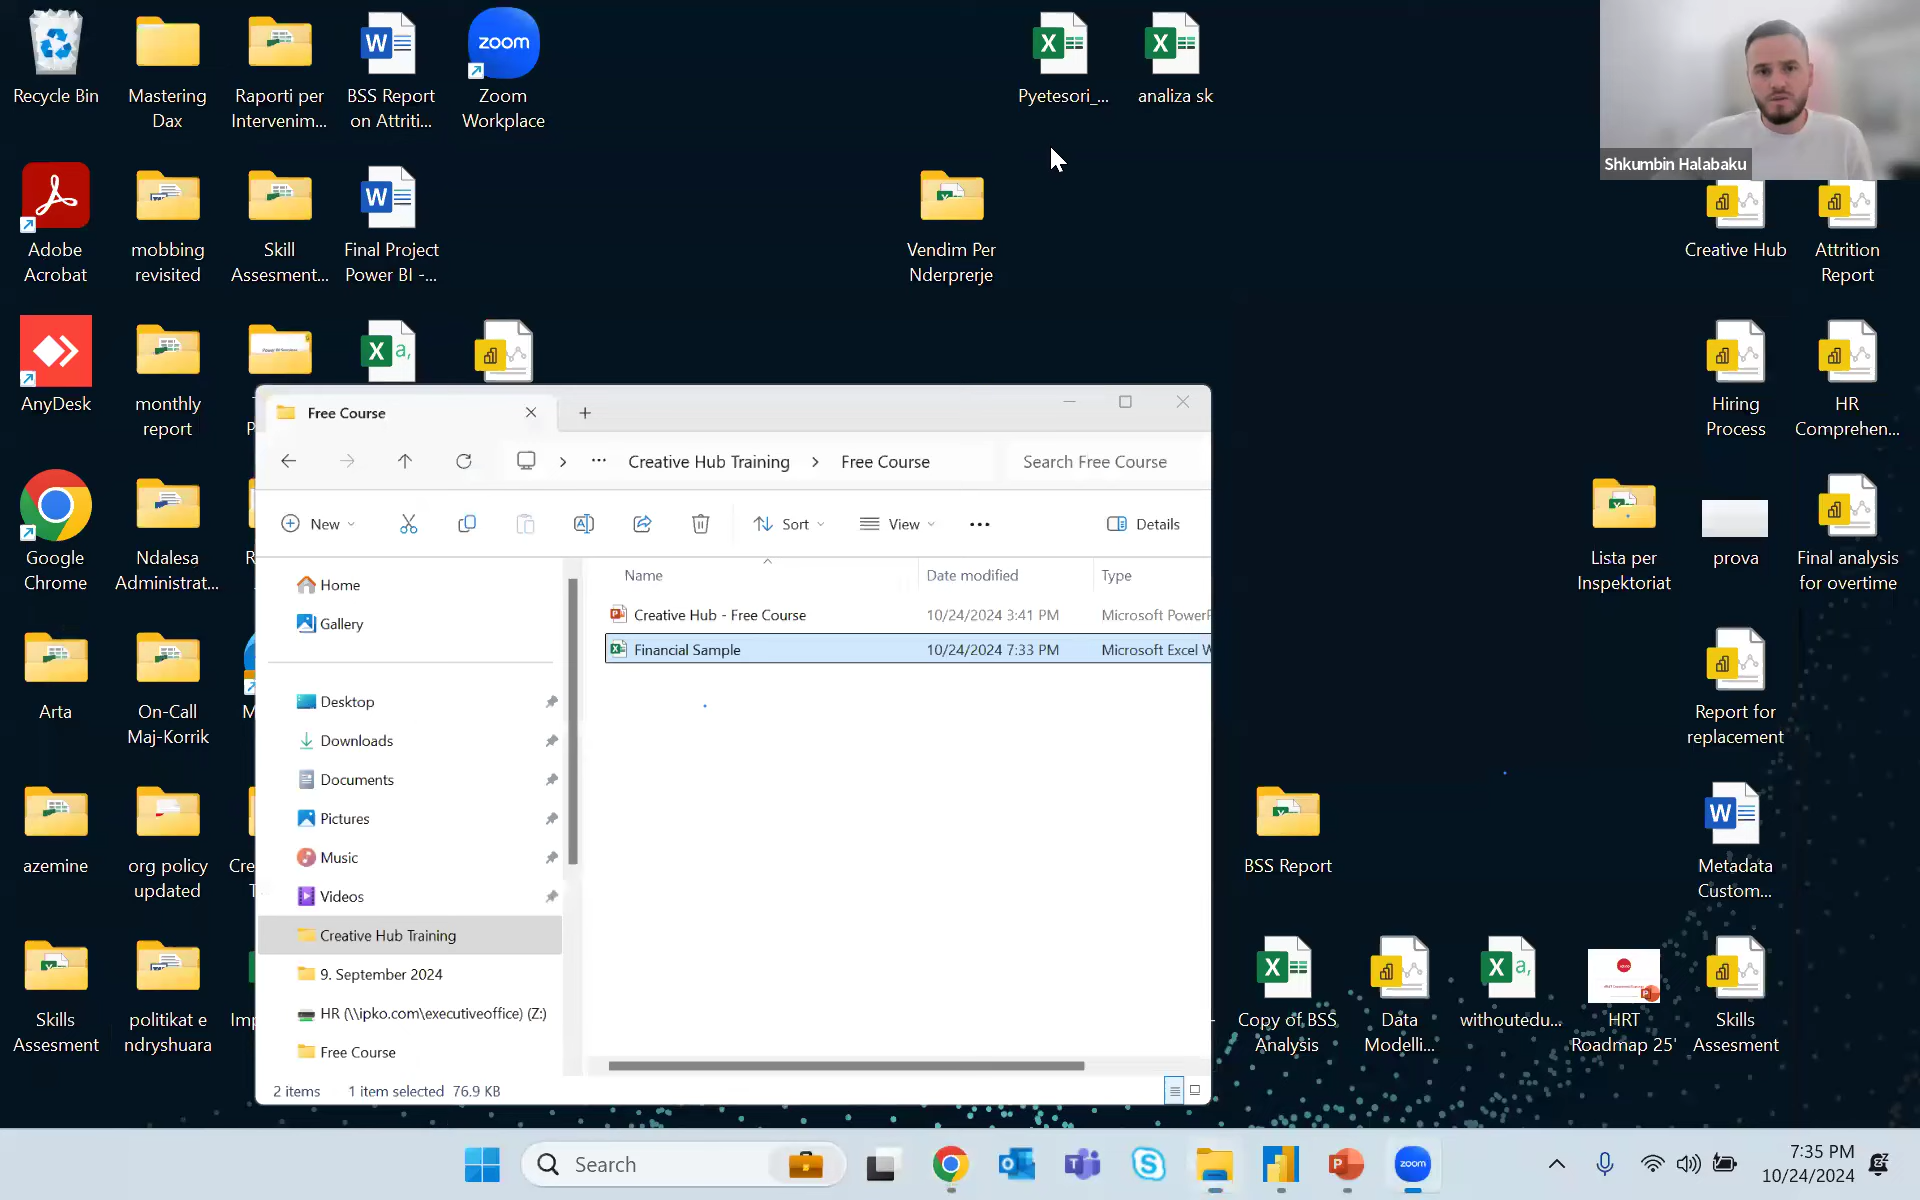 Recycle Bin
Mastering
Dax
Raporti per
Intervenim...
BSS Report
on Attriti...
zoom
Zoom
Workplace
Pyetesori_...
analiza sk
Shkumbin Halabaku
Adobe
Acrobat
mobbing
revisited
Skill
Assesment...
Final Project
Power BI -...
Vendim Per
Nderprerje
Creative Hub
Attrition
Report
AnyDesk
monthly
report
Hiring
Process
HR
Comprehen...
Free Course
Creative Hub Training
Free Course
Search Free Course
New
Sort
View
Details
Google
Chrome
Ndalesa
Administrat...
Lista per
Inspektoriat
prova
Final analysis
for overtime
Home
Gallery
Name
Date modified
Type
Creative Hub - Free Course
10/24/2024 3:41 PM
Microsoft PowerP
Financial Sample
10/24/2024 7:33 PM
Microsoft Excel W
Desktop
Downloads
Documents
Pictures
Music
Videos
Creative Hub Training
9. September 2024
HR (\\ipko.com\executiveoffice) (Z:)
Free Course
2 items
1 item selected 76.9 KB
Arta
On-Call
Maj-Korrik
Report for
replacement
azemine
org policy
updated
Cre
BSS Report
Metadata
Custom...
Skills
Assesment
politikat e
ndryshuara
Imp
Copy of BSS
Analysis
Data
Modelli...
withoutedu...
HRT
Roadmap 25'
Skills
Assesment
Search
zoom
7:35 PM
10/24/2024